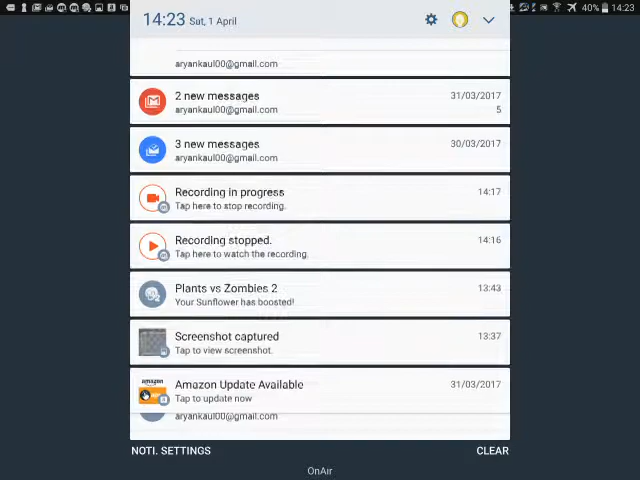 40% 14:23
14:23 Sat, 1 April
aryankaul00@gmail.com
2 new messages 31/03/2017
aryankaul00@gmail.com 5
3 new messages 30/03/2017
aryankaul00@gmail.com
Recording in progress 14:17
Tap here to stop recording.
Recording stopped. 14:16
Tap here to watch the recording.
Plants vs Zombies 2 13:43
Your Sunflower has boosted!
Screenshot captured 13:37
Tap to view screenshot.
amazon
Amazon Update Available 31/03/2017
Tap to update now
aryankaul00@gmail.com
NOTI. SETTINGS CLEAR
OnAir